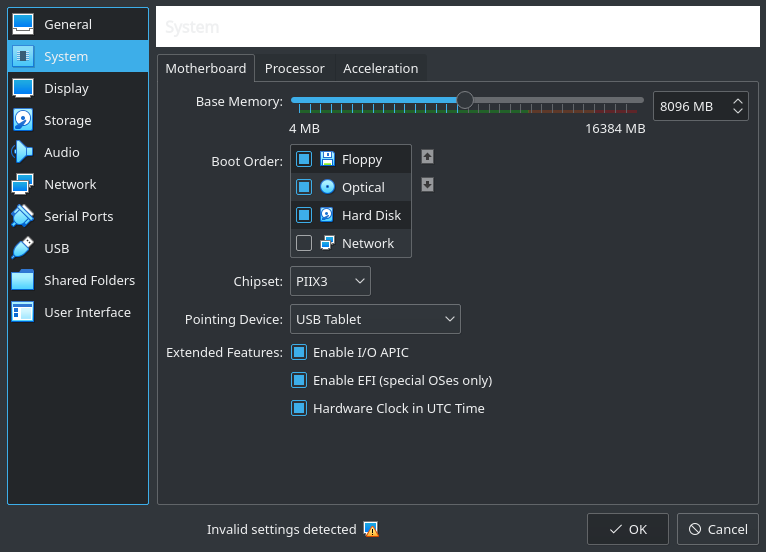 General
System
Display
Storage
Audio
Network
Serial Ports
USB
Shared Folders
User Interface
System
Motherboard Processor Acceleration
Base Memory: 8096 MB
4 MB 16384 MB
Boot Order: Floppy
Optical
Hard Disk
Network
Chipset: PIIX3
Pointing Device: USB Tablet
Extended Features: Enable I/O APIC
Enable EFI (special OSes only)
Hardware Clock in UTC Time
Invalid settings detected OK Cancel